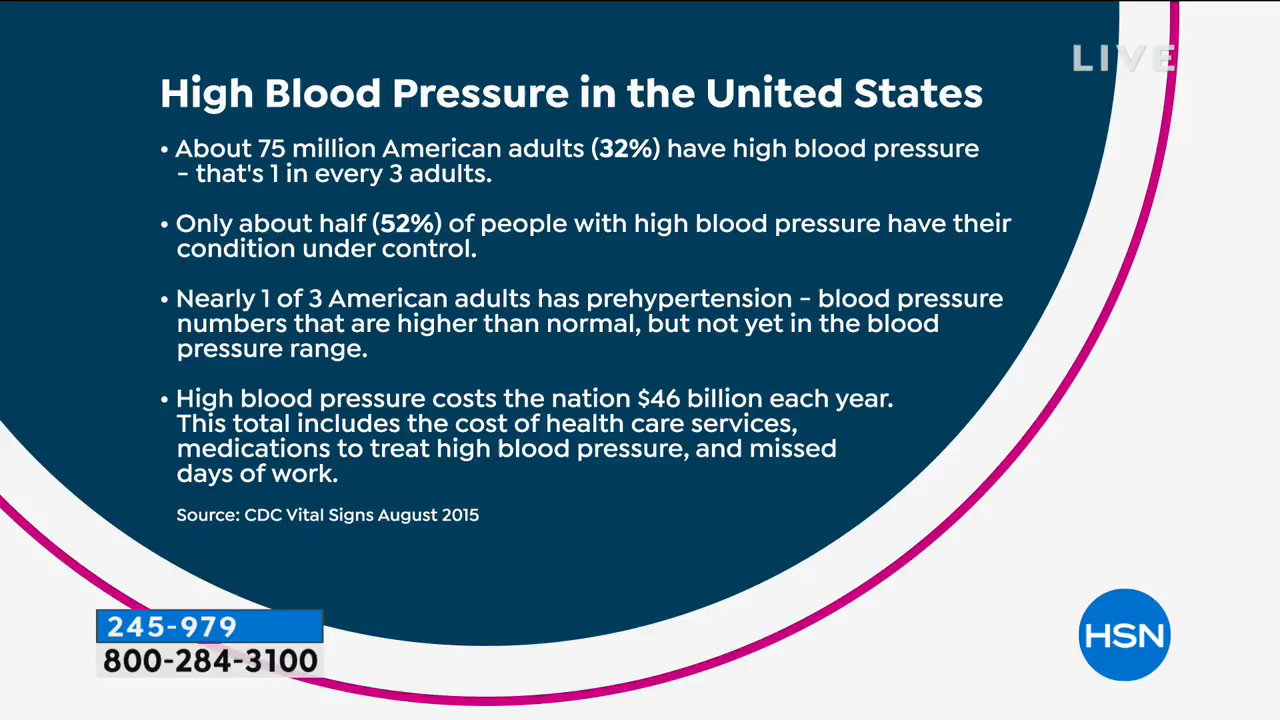 LIVE
High Blood Pressure in the United States
• About 75 million American adults (32%) have high blood pressure
- that's 1 in every 3 adults.
• Only about half (52%) of people with high blood pressure have their
condition under control.
• Nearly 1 of 3 American adults has prehypertension - blood pressure
numbers that are higher than normal, but not yet in the blood
pressure range.
• High blood pressure costs the nation $46 billion each year.
This total includes the cost of health care services,
medications to treat high blood pressure, and missed
days of work.
Source: CDC Vital Signs August 2015
245-979
800-284-3100
HSN